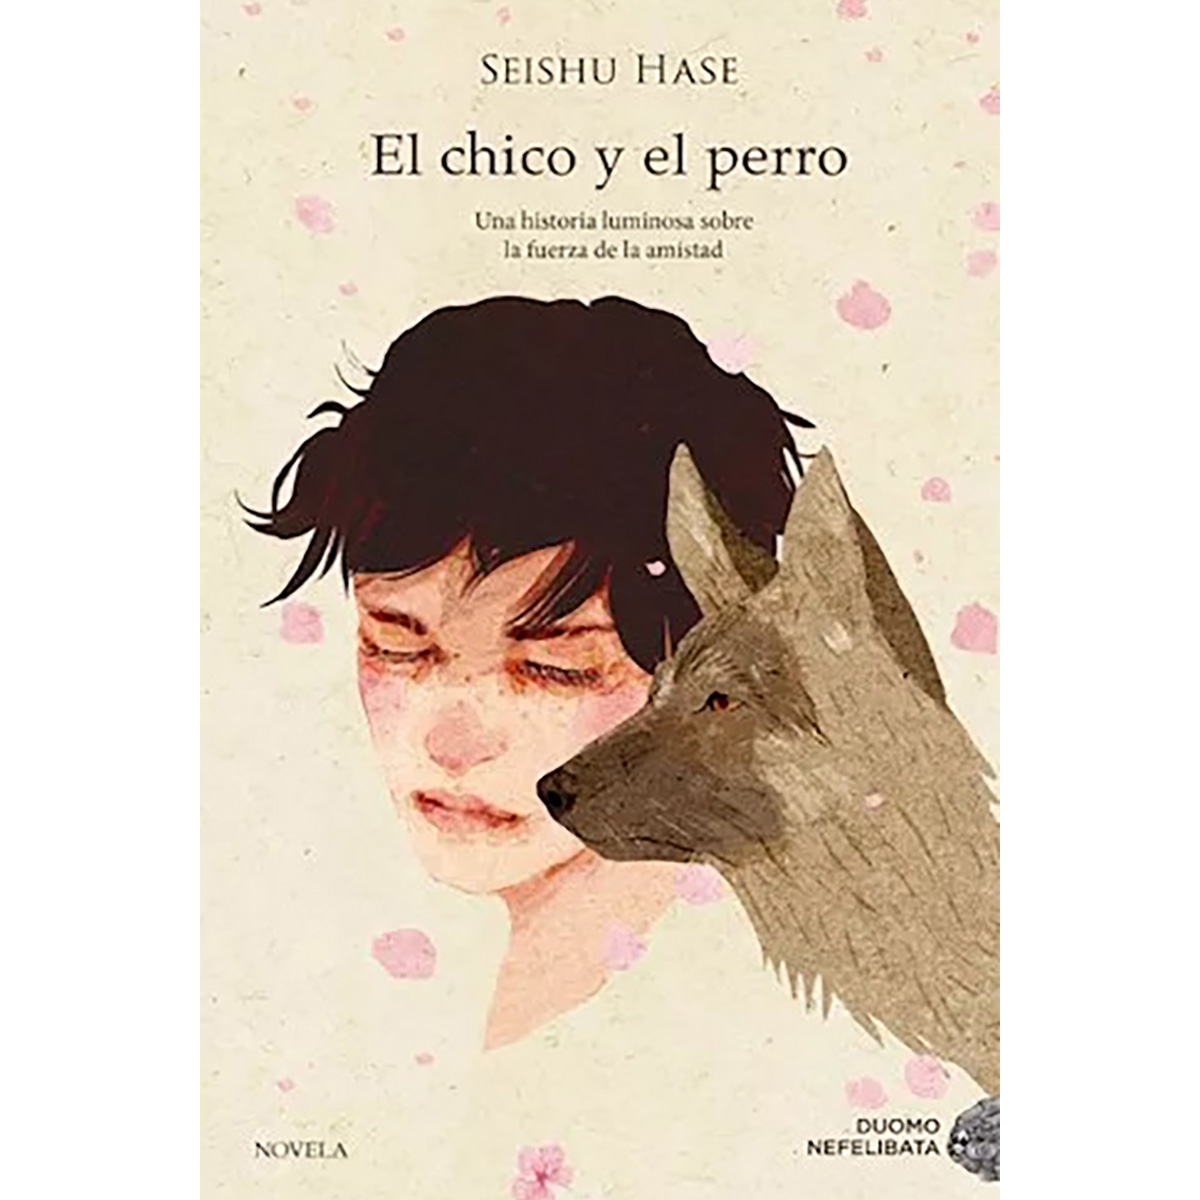 SEISHU HASE
El chico y el perro
Una historia luminosa sobre
la fuerza de la amistad
NOVELA
DUOMO
NEFELIBATA